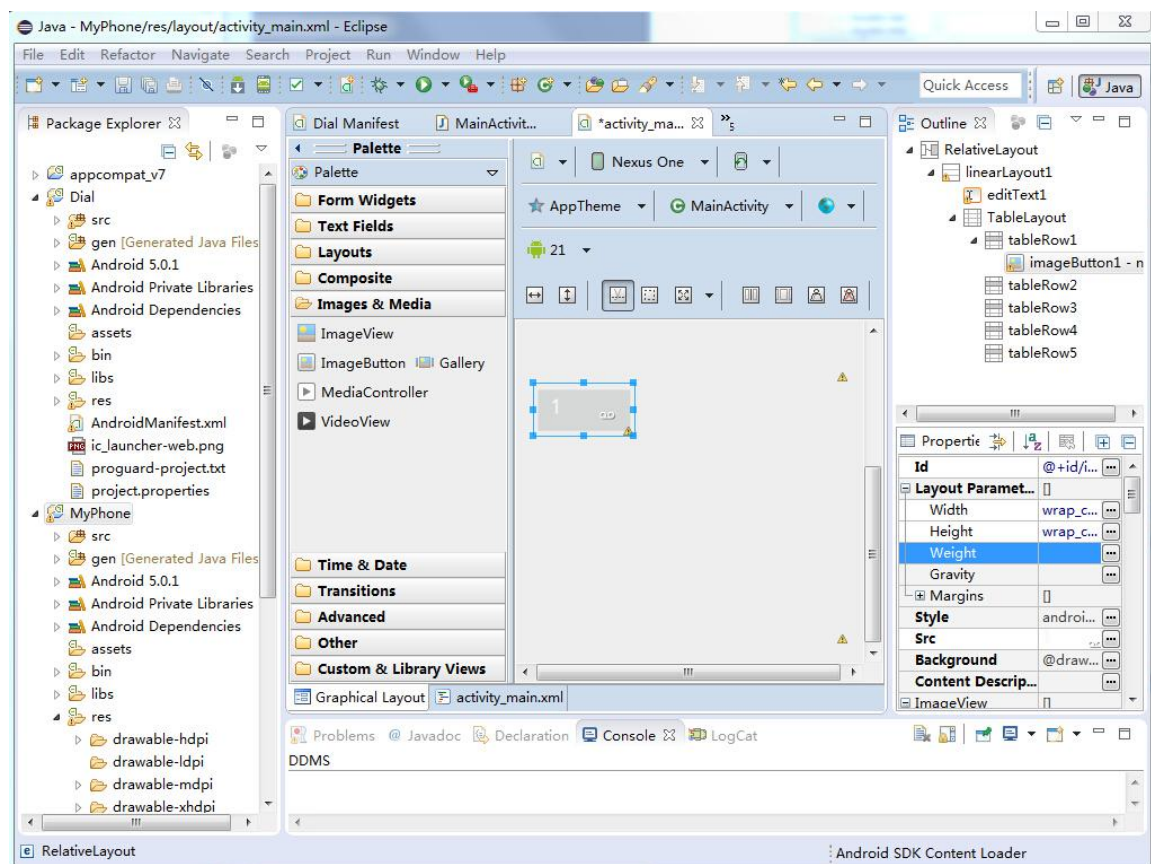 Java - MyPhone/res/layout/activity_main.xml - Eclipse
File Edit Refactor Navigate Search Project Run Window Help
Quick Access
Java
Package Explorer
appcompat_v7
Dial
src
gen [Generated Java Files
Android 5.0.1
Android Private Libraries
Android Dependencies
assets
bin
libs
res
AndroidManifest.xml
ic_launcher-web.png
proguard-project.txt
project.properties
MyPhone
src
gen [Generated Java Files
Android 5.0.1
Android Private Libraries
Android Dependencies
assets
bin
libs
res
drawable-hdpi
drawable-ldpi
drawable-mdpi
drawable-xhdpi
Dial Manifest
MainActivit...
*activity_ma...
»5
Palette
Palette
Form Widgets
Text Fields
Layouts
Composite
Images & Media
ImageView
ImageButton Gallery
MediaController
VideoView
Time & Date
Transitions
Advanced
Other
Custom & Library Views
Nexus One
AppTheme
MainActivity
21
1
Graphical Layout
activity_main.xml
Outline
RelativeLayout
linearLayout1
editText1
TableLayout
tableRow1
imageButton1 - n
tableRow2
tableRow3
tableRow4
tableRow5
Propertie
Id @+id/i...
Layout Paramet... []
Width wrap_c...
Height wrap_c...
Weight
Gravity
Margins []
Style androi...
Src
Background @draw...
Content Descrip...
ImageView []
Problems @ Javadoc Declaration Console LogCat
DDMS
RelativeLayout
Android SDK Content Loader